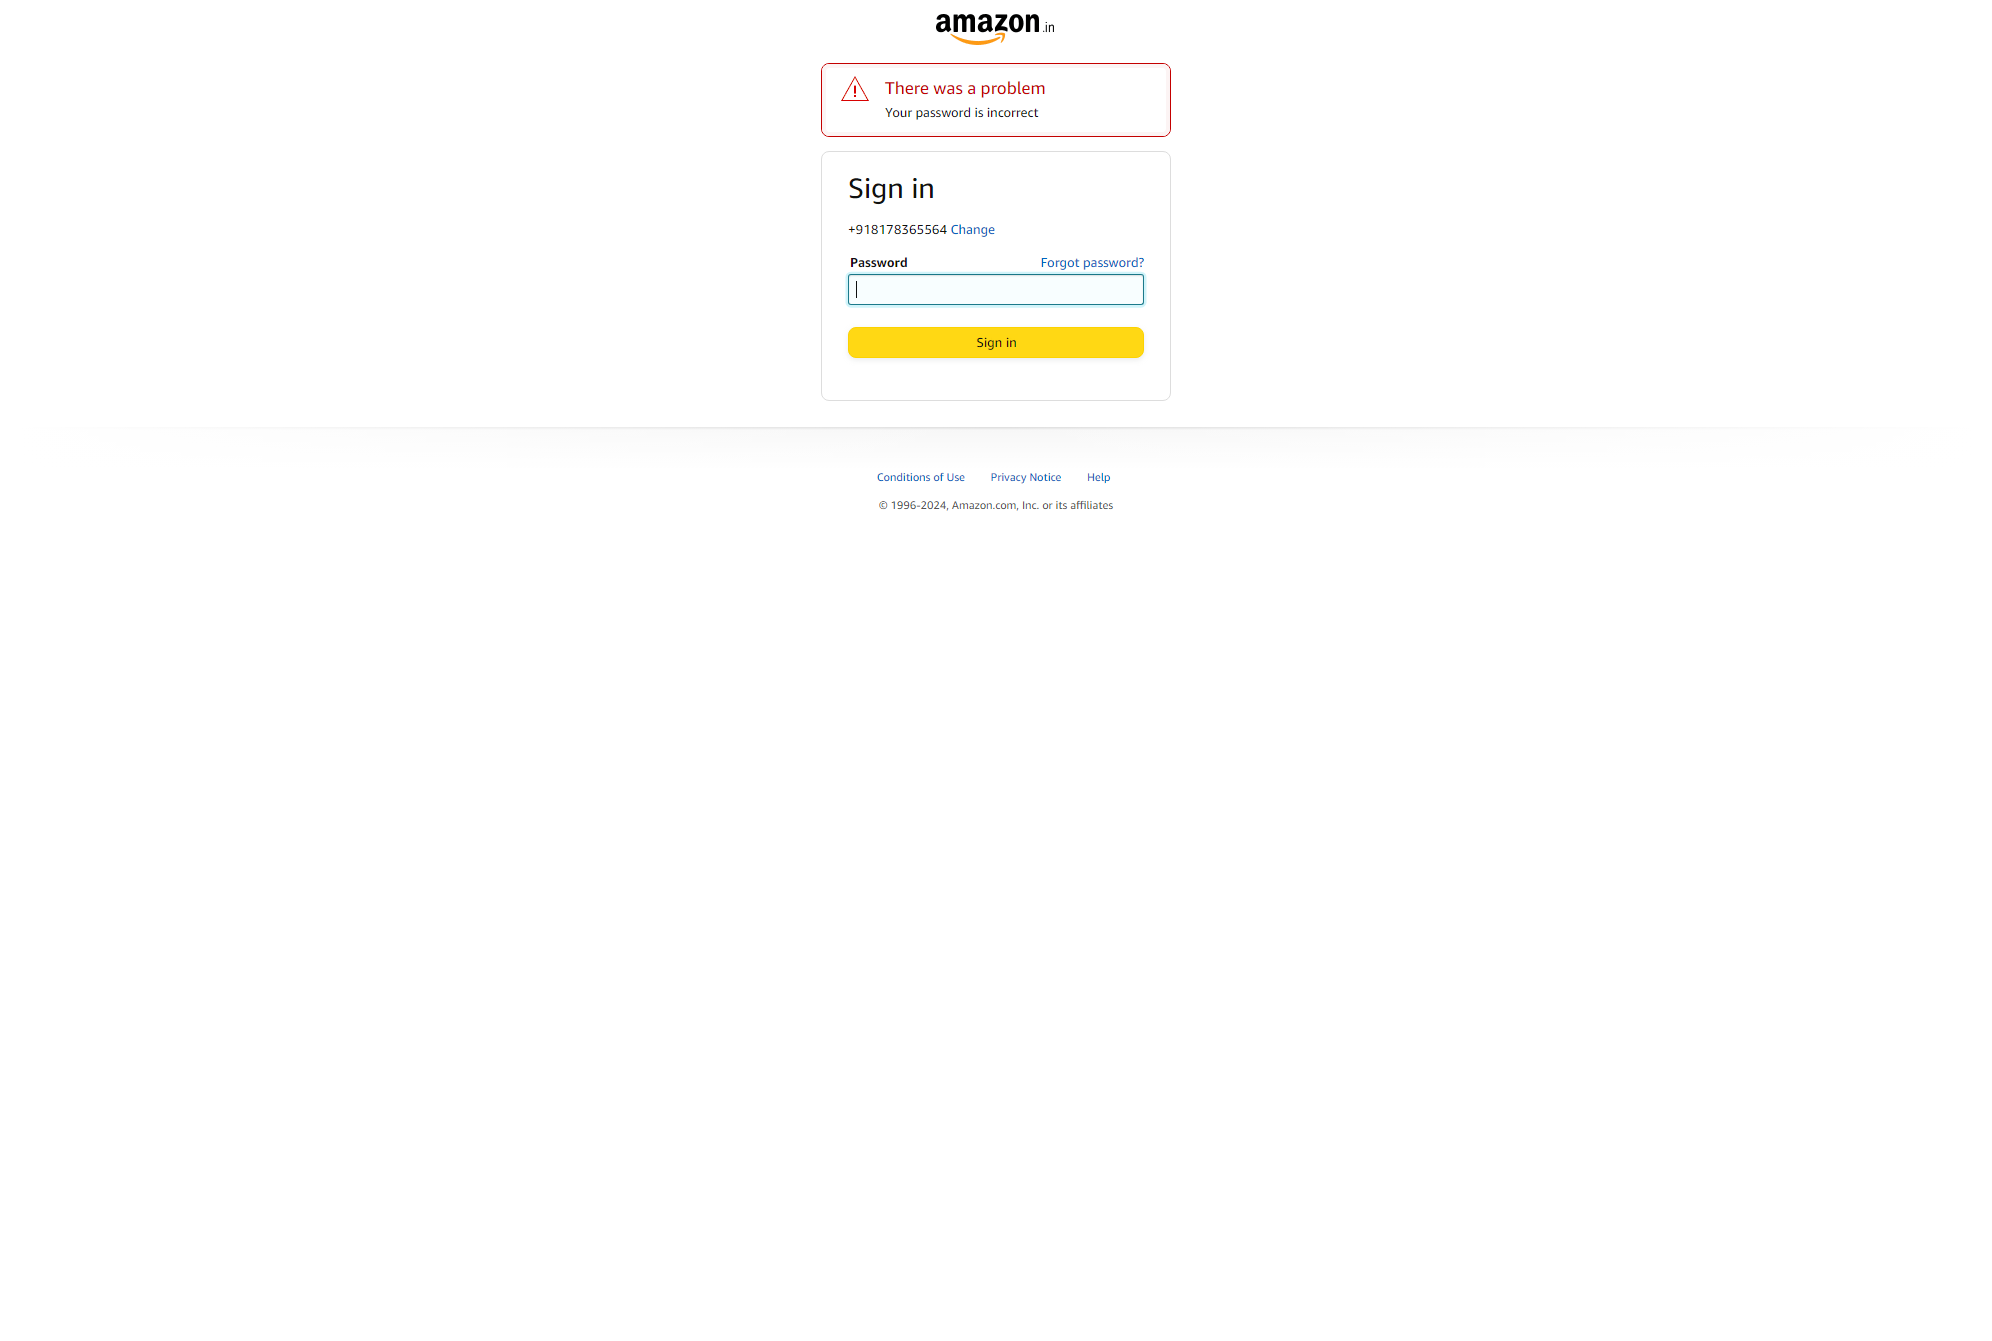 amazon.in
There was a problem
Your password is incorrect
Sign in
+918178365564 Change
Password Forgot password?
Sign in
Conditions of Use Privacy Notice Help
© 1996-2024, Amazon.com, Inc. or its affiliates